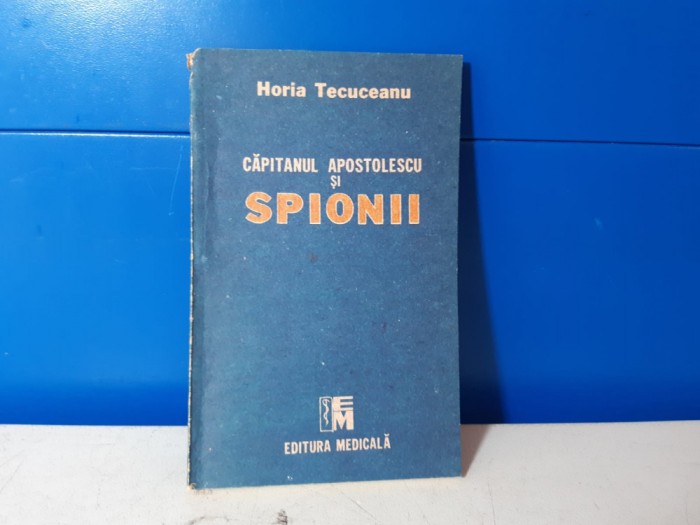 Horia Tecuceanu
CĂPITANUL APOSTOLESCU
ȘI
SPIONII
EM
EDITURA MEDICALĂ